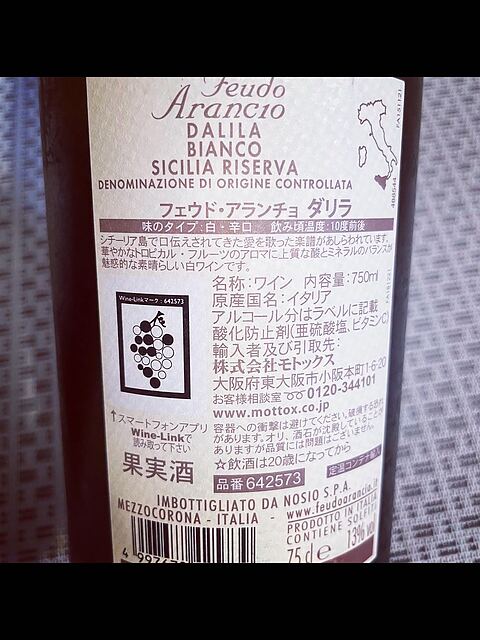 Feudo
Arancio
DALILA
BIANCO
SICILIA RISERVA
DENOMINAZIONE DI ORIGINE CONTROLLATA
フェウド・アランチョ ダリラ
味のタイプ:白・辛口 飲み頃温度:10度前後
シチーリア島で口伝えされてきた愛を歌った楽譜があしらわれています。
華やかなトロピカル・フルーツのアロマに上質な酸とミネラルのバランスが
魅惑的な素晴らしい白ワインです。
Wine-Linkマーク:642573
名称:ワイン 内容量:750ml
原産国名:イタリア
アルコール分はラベルに記載
酸化防止剤(亜硫酸塩、ビタミンC)
輸入者及び引取先:
株式会社モトックス
大阪府東大阪市小阪本町1-6-20
お客様相談室 0120-344101
www.mottox.co.jp
↑スマートフォンアプリ
Wine-Linkで
読み取って下さい
果実酒
容器への衝撃は避けてください。破損する恐れ
があります。オリ、酒石が沈殿していることが
ありますが品質には問題はございません。
☆飲酒は20歳になってから
定温コンテナ輸入
品番 642573
IMBOTTIGLIATO DA NOSIO S.P.A.
MEZZOCORONA - ITALIA - www.feudoarancio.it
PRODOTTO IN ITALI
CONTIENE SOLFIT
75 cl e 13% vol